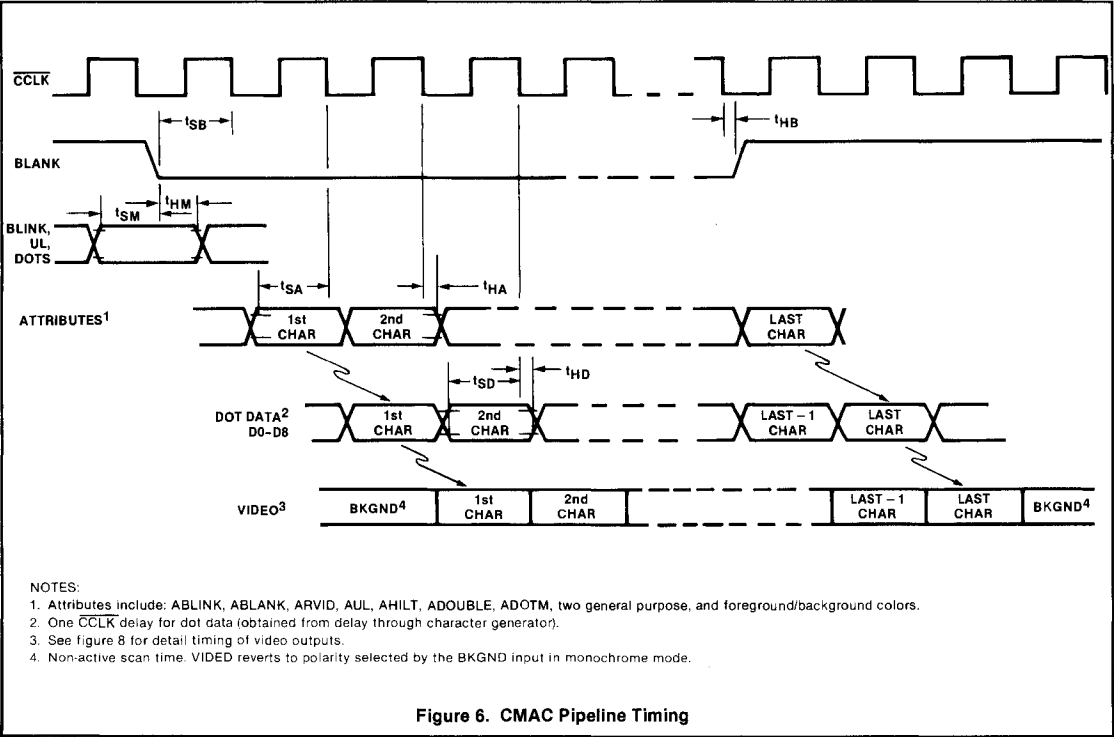 CCLK
tSB
tHB
BLANK
tSM
tHM
BLINK,
UL,
DOTS
tSA
tHA
ATTRIBUTES1
1st
CHAR
2nd
CHAR
LAST
CHAR
tSD
tHD
DOT DATA2
D0-D8
1st
CHAR
2nd
CHAR
LAST – 1
CHAR
LAST
CHAR
VIDEO3
BKGND4
1st
CHAR
2nd
CHAR
LAST – 1
CHAR
LAST
CHAR
BKGND4
NOTES:
1. Attributes include: ABLINK, ABLANK, ARVID, AUL, AHILT, ADOUBLE, ADOTM, two general purpose, and foreground/background colors.
2. One CCLK delay for dot data (obtained from delay through character generator).
3. See figure 8 for detail timing of video outputs.
4. Non-active scan time. VIDED reverts to polarity selected by the BKGND input in monochrome mode.
Figure 6. CMAC Pipeline Timing